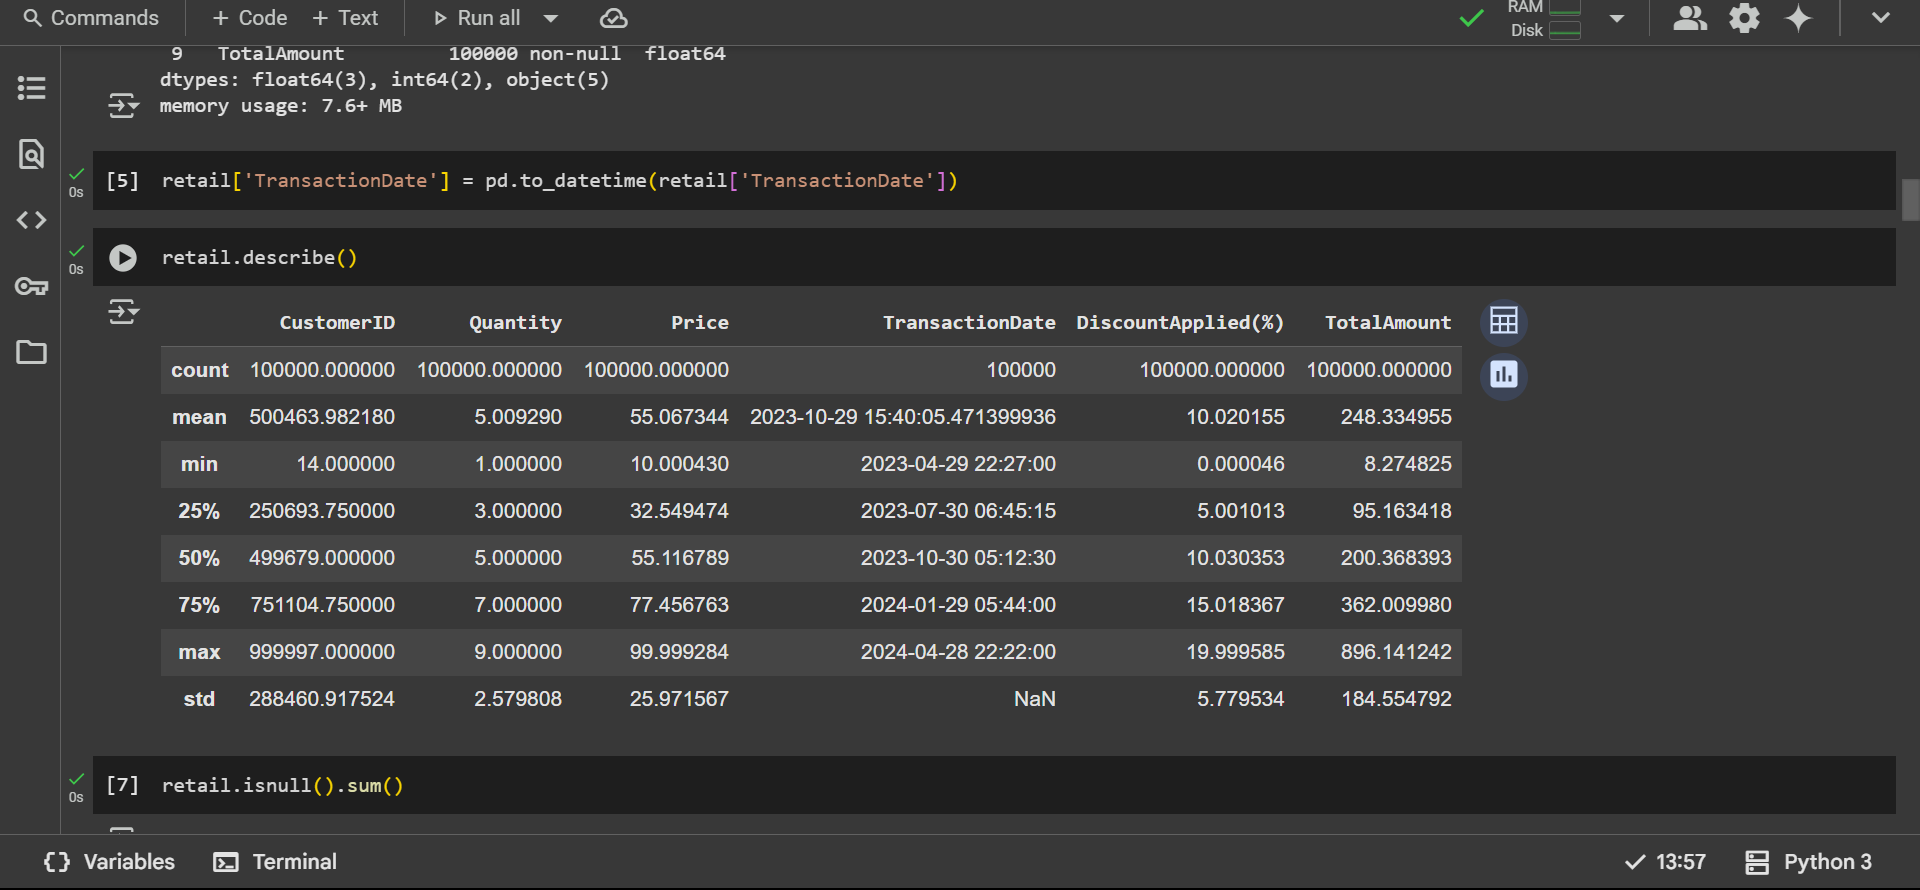 Commands + Code + Text Run all RAM Disk
9 TotalAmount 100000 non-null float64
dtypes: float64(3), int64(2), object(5)
memory usage: 7.6+ MB
0s [5] retail['TransactionDate'] = pd.to_datetime(retail['TransactionDate'])
0s retail.describe()
CustomerID Quantity Price TransactionDate DiscountApplied(%) TotalAmount
count 100000.000000 100000.000000 100000.000000 100000 100000.000000 100000.000000
mean 500463.982180 5.009290 55.067344 2023-10-29 15:40:05.471399936 10.020155 248.334955
min 14.000000 1.000000 10.000430 2023-04-29 22:27:00 0.000046 8.274825
25% 250693.750000 3.000000 32.549474 2023-07-30 06:45:15 5.001013 95.163418
50% 499679.000000 5.000000 55.116789 2023-10-30 05:12:30 10.030353 200.368393
75% 751104.750000 7.000000 77.456763 2024-01-29 05:44:00 15.018367 362.009980
max 999997.000000 9.000000 99.999284 2024-04-28 22:22:00 19.999585 896.141242
std 288460.917524 2.579808 25.971567 NaN 5.779534 184.554792
0s [7] retail.isnull().sum()
{} Variables Terminal 13:57 Python 3